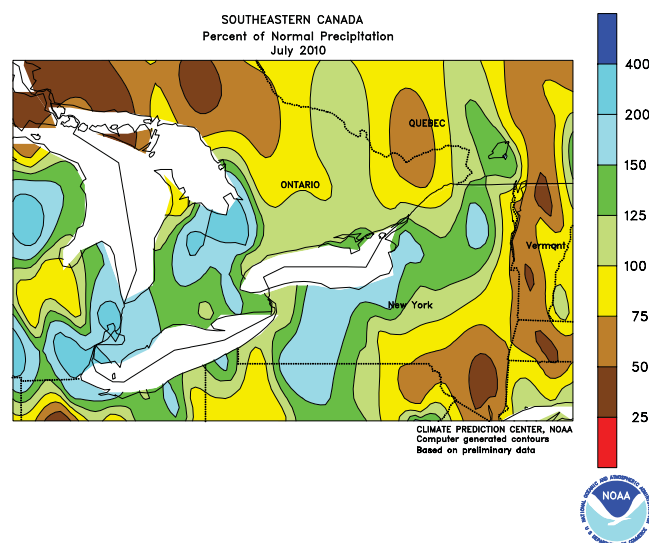 SOUTHEASTERN CANADA
Percent of Normal Precipitation
July 2010
400
200
150
125
100
75
50
25
QUEBEC
ONTARIO
Vermont
New York
CLIMATE PREDICTION CENTER, NOAA
Computer generated contours
Based on preliminary data
NOAA